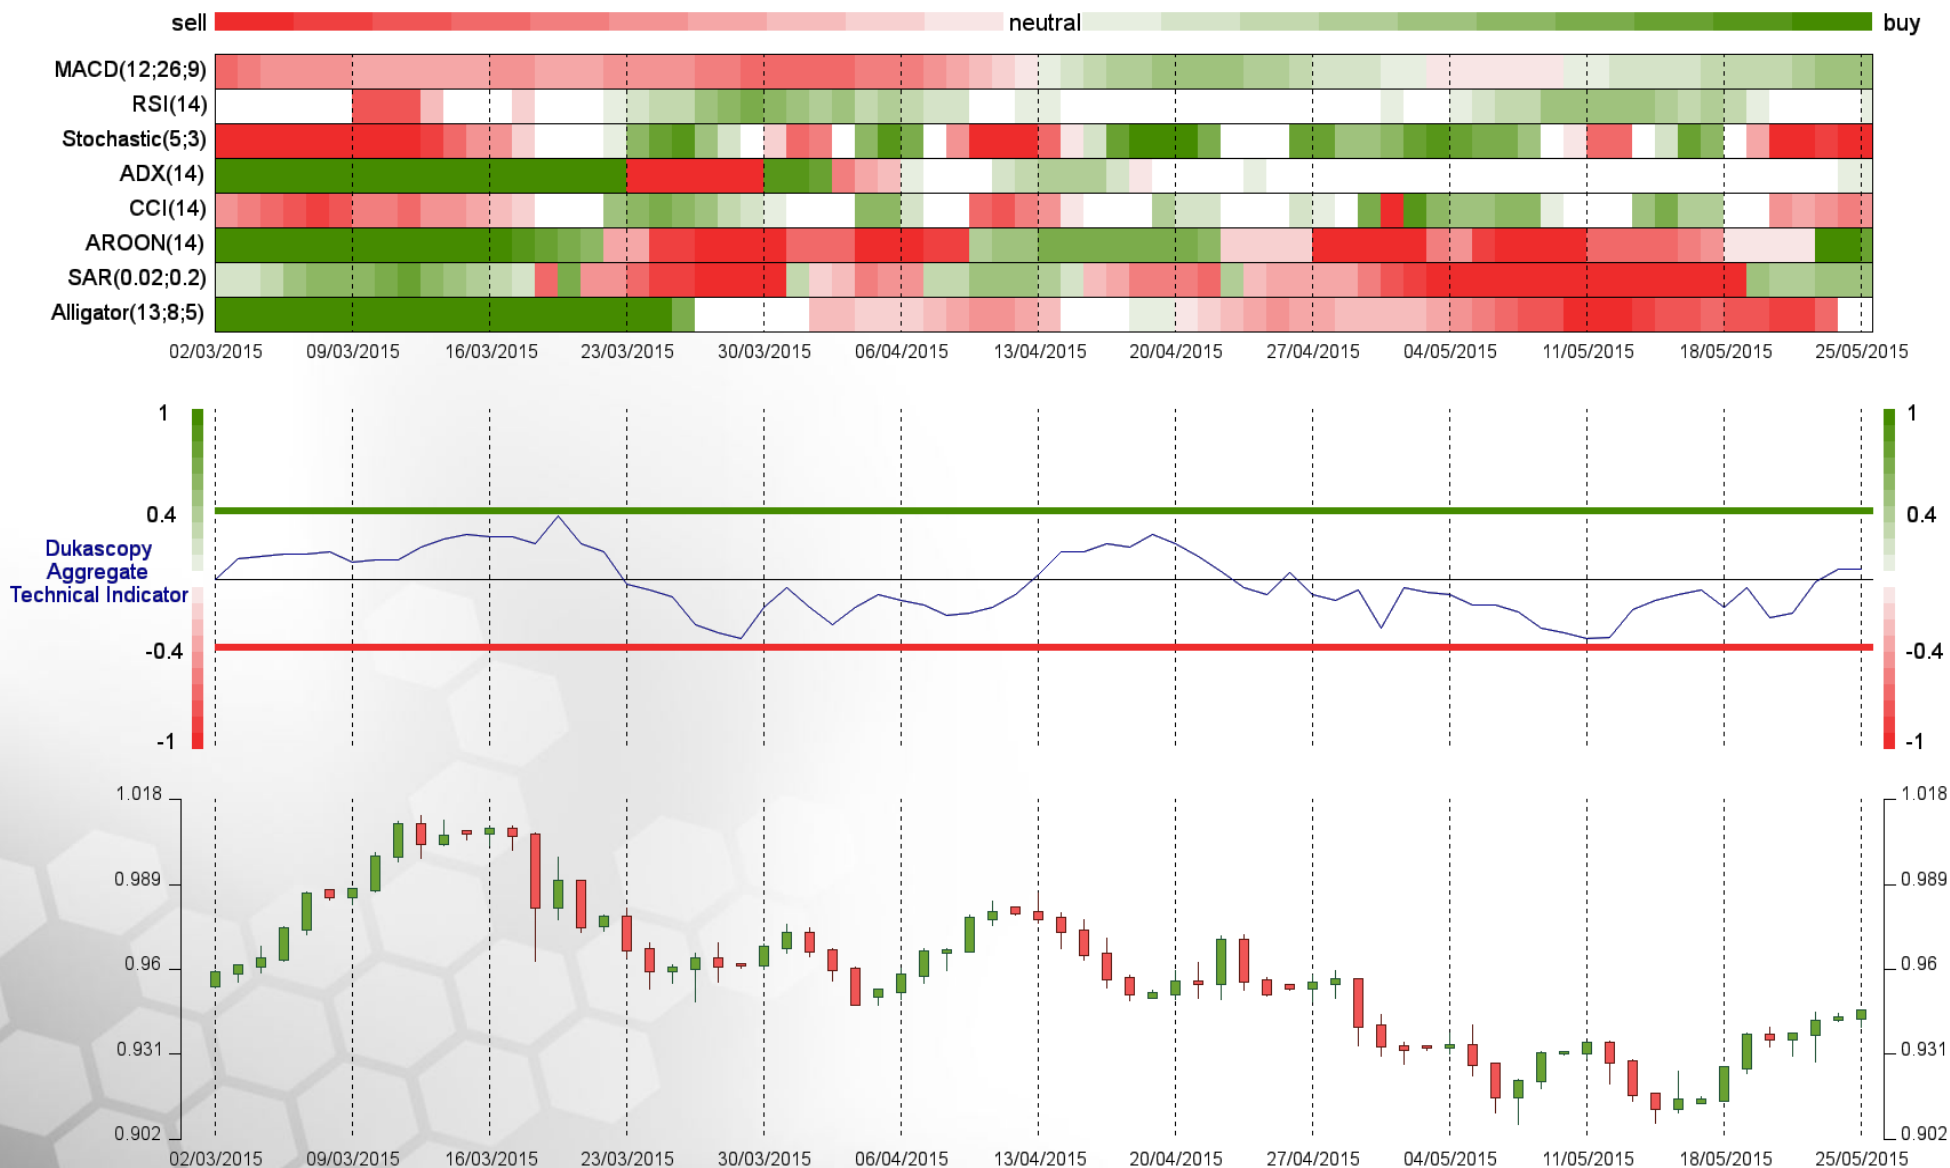 sell neutral buy
MACD(12;26;9)
RSI(14)
Stochastic(5;3)
ADX(14)
CCI(14)
AROON(14)
SAR(0.02;0.2)
Alligator(13;8;5)
02/03/2015 09/03/2015 16/03/2015 23/03/2015 30/03/2015 06/04/2015 13/04/2015 20/04/2015 27/04/2015 04/05/2015 11/05/2015 18/05/2015 25/05/2015
1 1
0.4 0.4
Dukascopy
Aggregate
Technical Indicator
-0.4 -0.4
-1 -1
1.018 1.018
0.989 0.989
0.96 0.96
0.931 0.931
0.902 0.902
02/03/2015 09/03/2015 16/03/2015 23/03/2015 30/03/2015 06/04/2015 13/04/2015 20/04/2015 27/04/2015 04/05/2015 11/05/2015 18/05/2015 25/05/2015